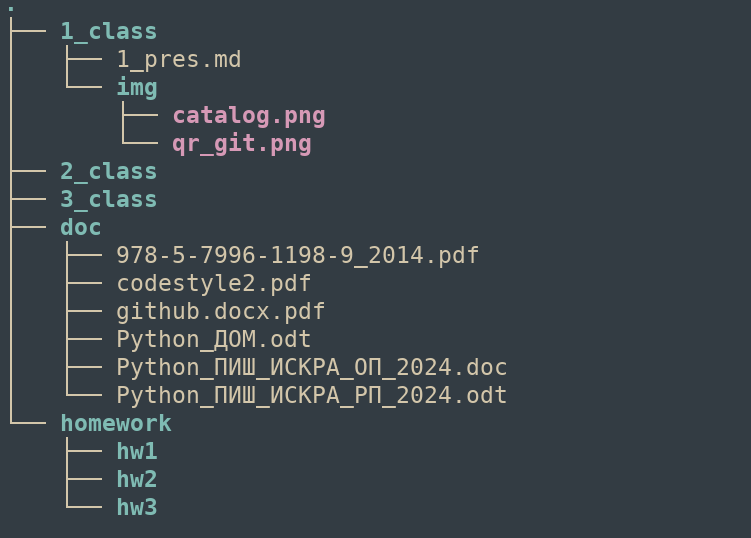 .
├── 1_class
│   ├── 1_pres.md
│   └── img
│       ├── catalog.png
│       └── qr_git.png
├── 2_class
├── 3_class
├── doc
│   ├── 978-5-7996-1198-9_2014.pdf
│   ├── codestyle2.pdf
│   ├── github.docx.pdf
│   ├── Python_ДОМ.odt
│   ├── Python_ПИШ_ИСКРА_ОП_2024.doc
│   └── Python_ПИШ_ИСКРА_РП_2024.odt
└── homework
    ├── hw1
    ├── hw2
    └── hw3